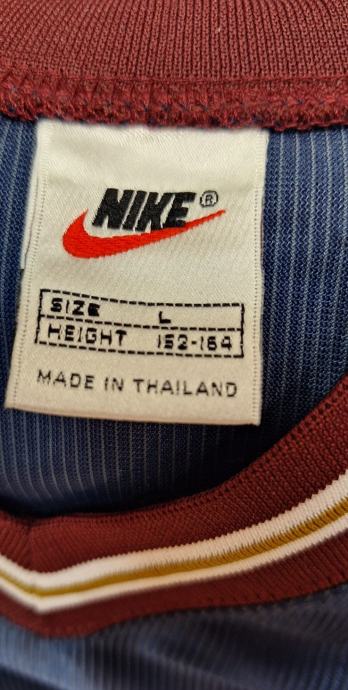 NIKE®
SIZE L
HEIGHT 152-164
MADE IN THAILAND